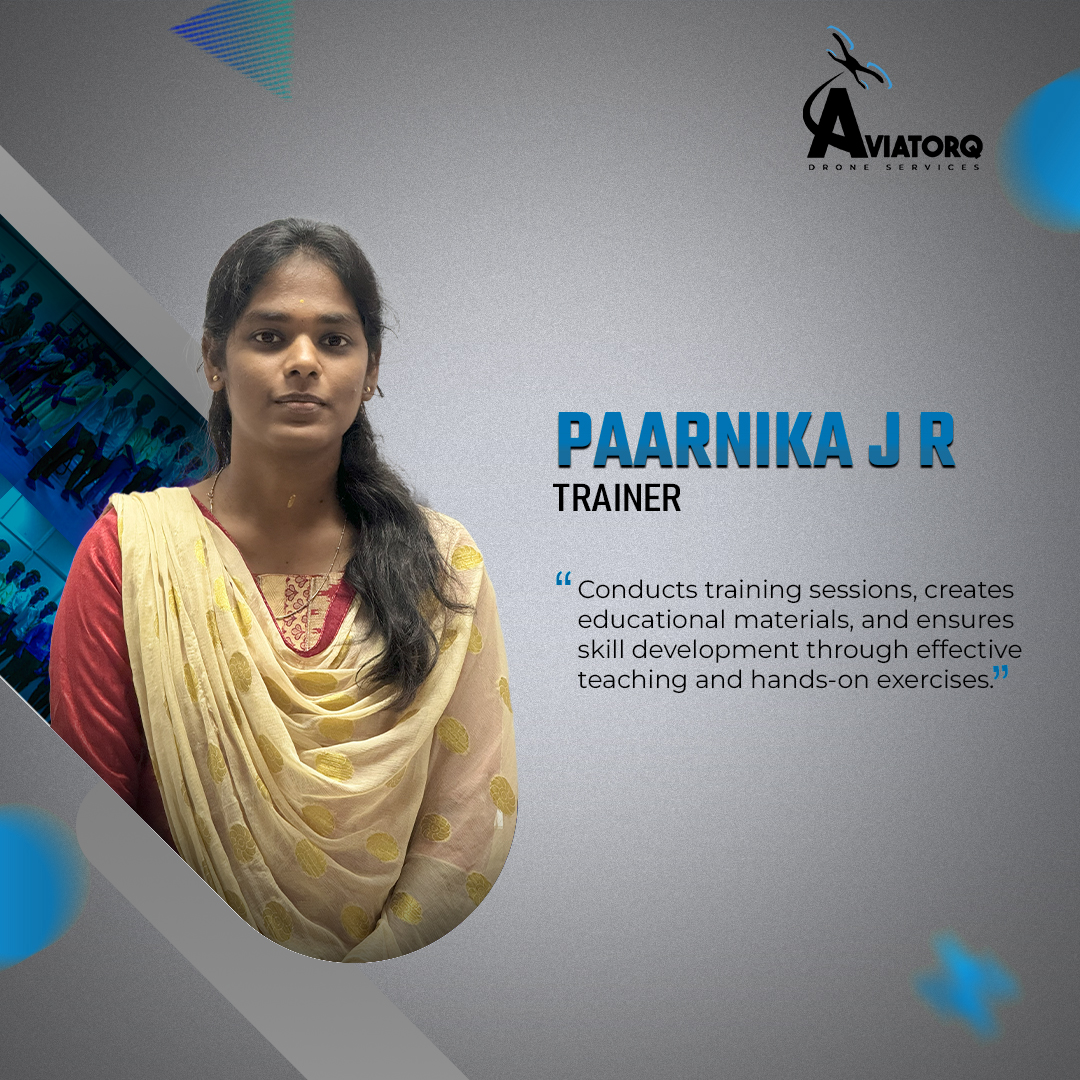 AVIATORQ
DRONE SERVICES
PAARNIKA J R
TRAINER
“ Conducts training sessions, creates
educational materials, and ensures
skill development through effective
teaching and hands-on exercises.”